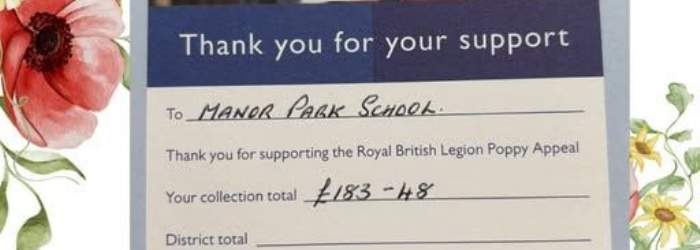 Thank you for your support
To MANOR PARK SCHOOL.
Thank you for supporting the Royal British Legion Poppy Appeal
Your collection total £183-48
District total